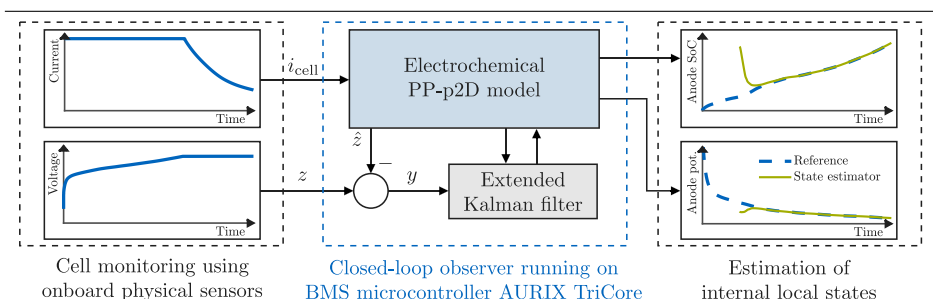 Current
Time
i_cell
Electrochemical
PP-p2D model
Anode SoC
Time
Voltage
Time
z
ẑ
−
y
Extended
Kalman filter
Anode pot.
Reference
State estimator
Time
Cell monitoring using
onboard physical sensors
Closed-loop observer running on
BMS microcontroller AURIX TriCore
Estimation of
internal local states